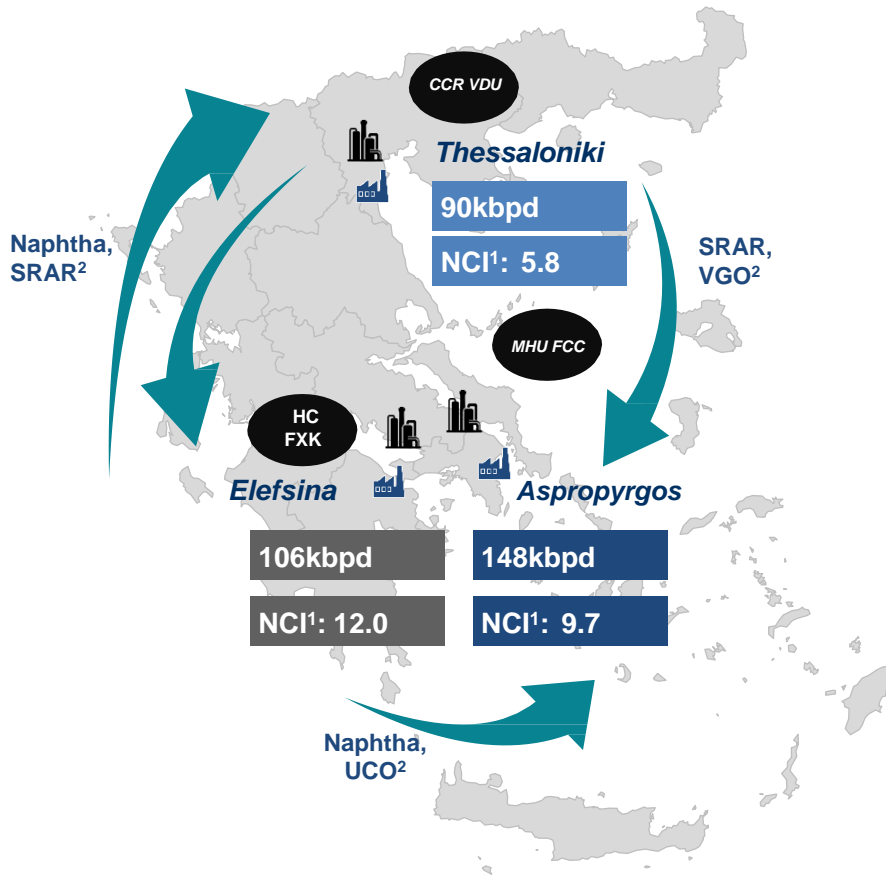 CCR VDU
Thessaloniki
90kbpd
NCI¹: 5.8
Naphtha,
SRAR²
SRAR,
VGO²
MHU FCC
HC
FXK
Elefsina
Aspropyrgos
106kbpd
148kbpd
NCI¹: 12.0
NCI¹: 9.7
Naphtha,
UCO²